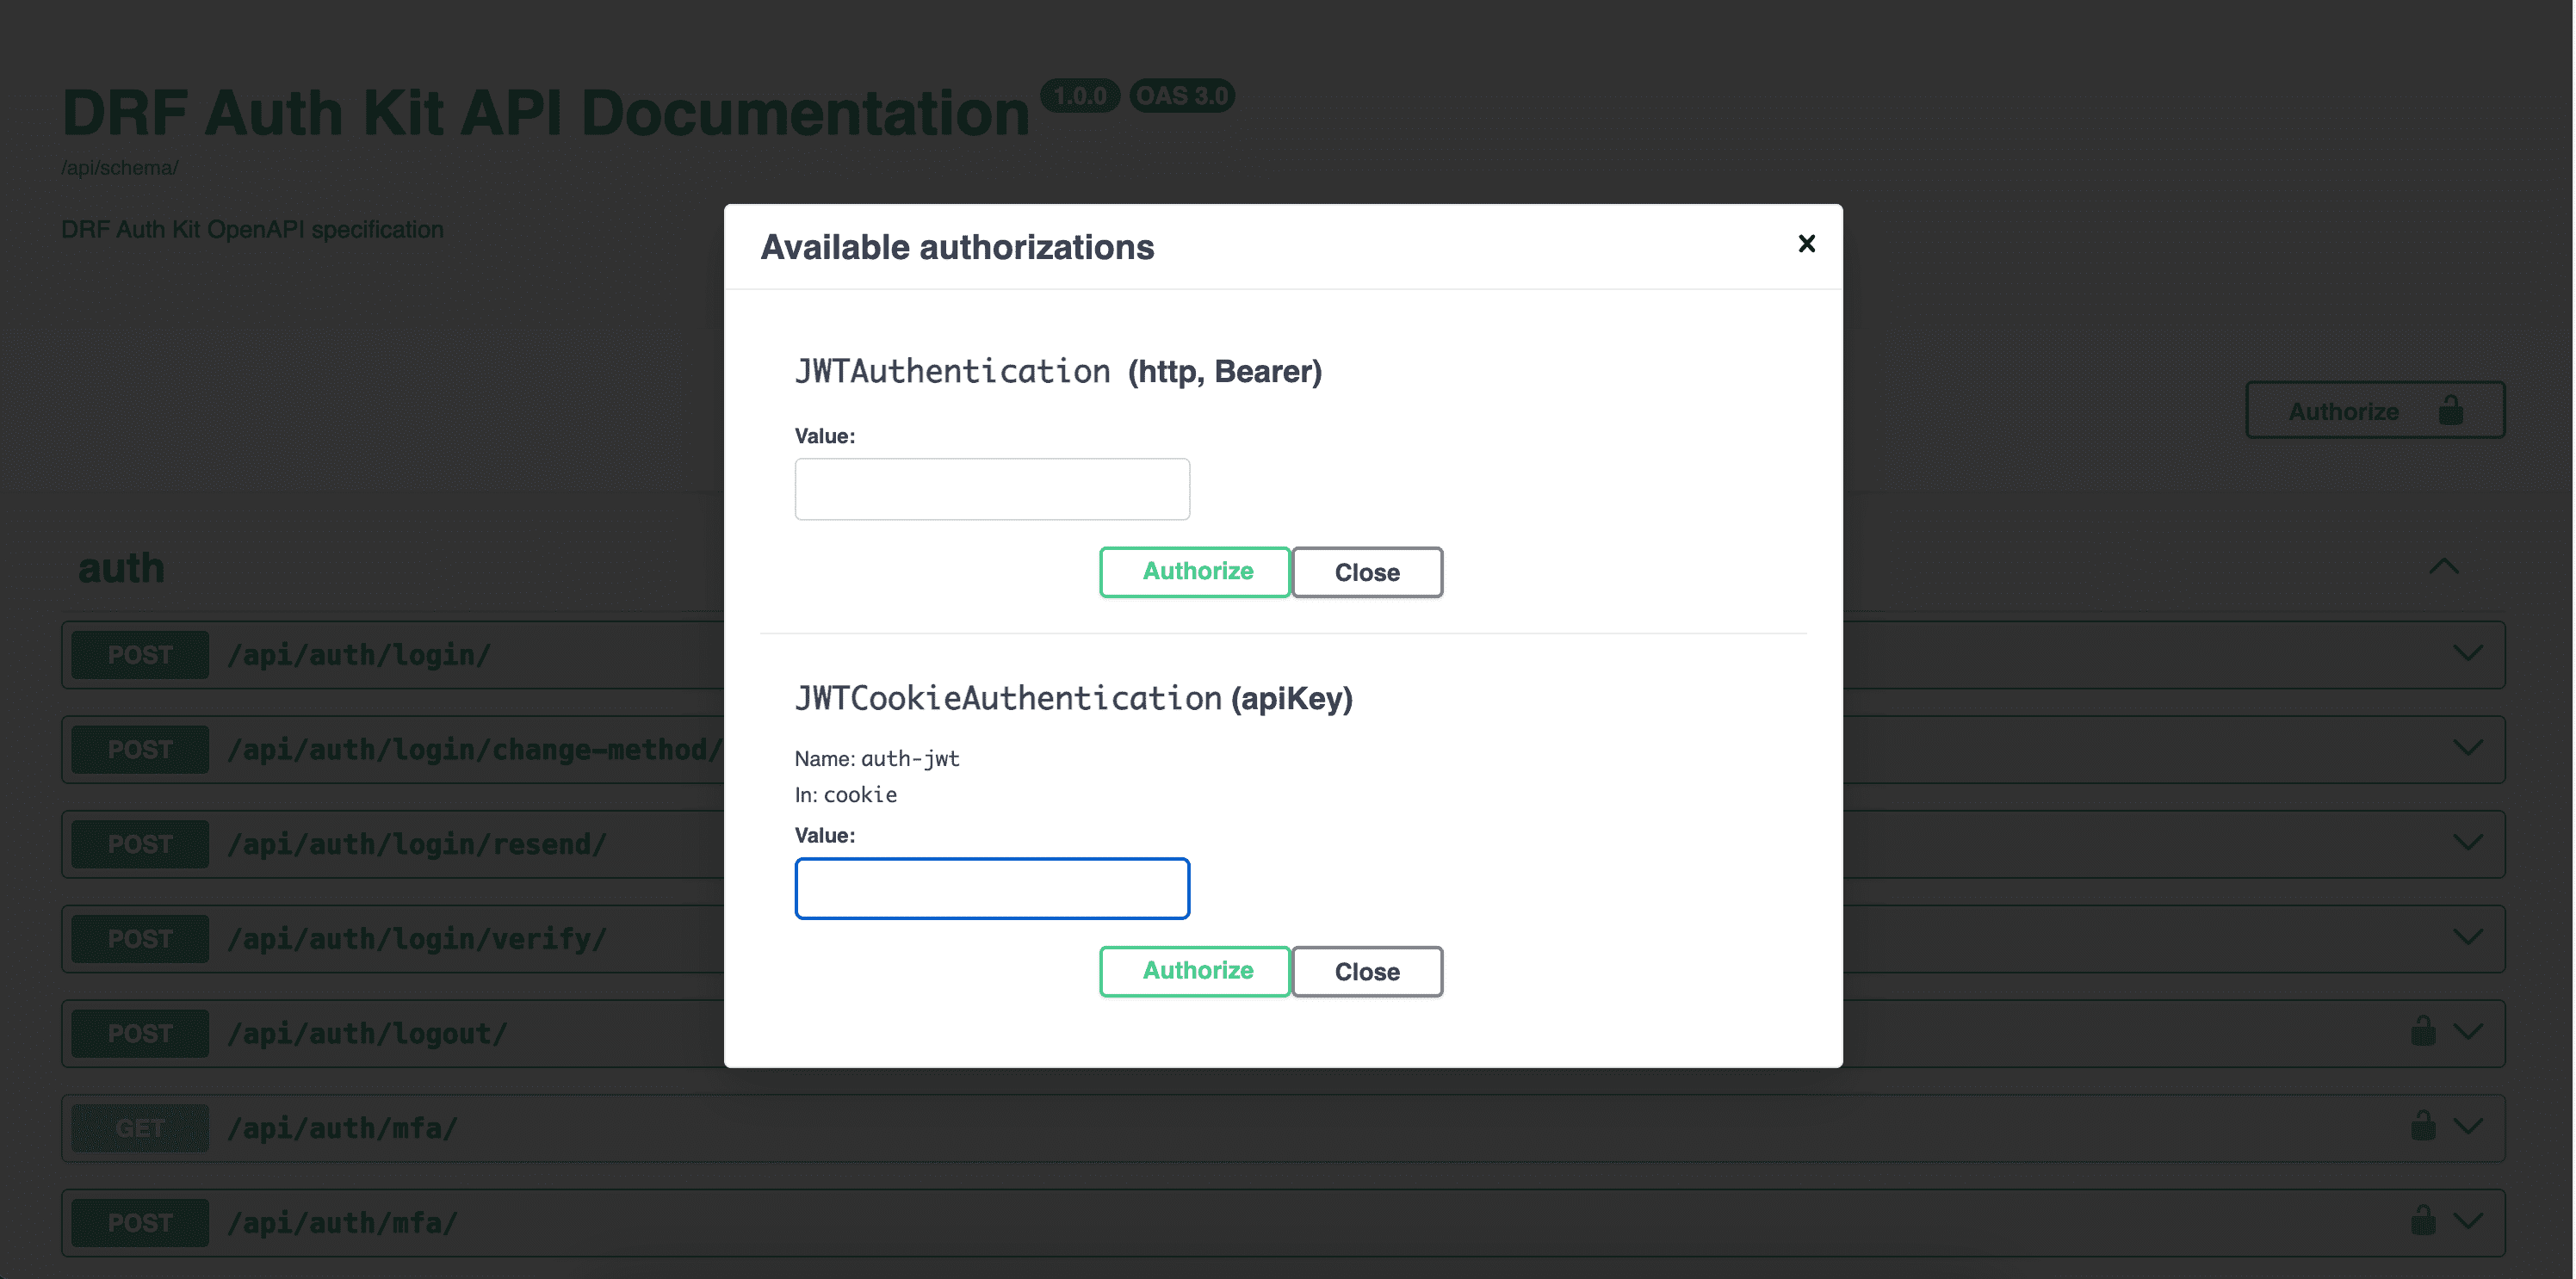 DRF Auth Kit API Documentation 1.0.0 OAS 3.0
/api/schema/
DRF Auth Kit OpenAPI specification
Available authorizations
JWTAuthentication (http, Bearer)
Value:
Authorize Close
JWTCookieAuthentication (apiKey)
Name: auth-jwt
In: cookie
Value:
Authorize Close
Authorize
auth
POST /api/auth/login/
POST /api/auth/login/change-method/
POST /api/auth/login/resend/
POST /api/auth/login/verify/
POST /api/auth/logout/
GET /api/auth/mfa/
POST /api/auth/mfa/